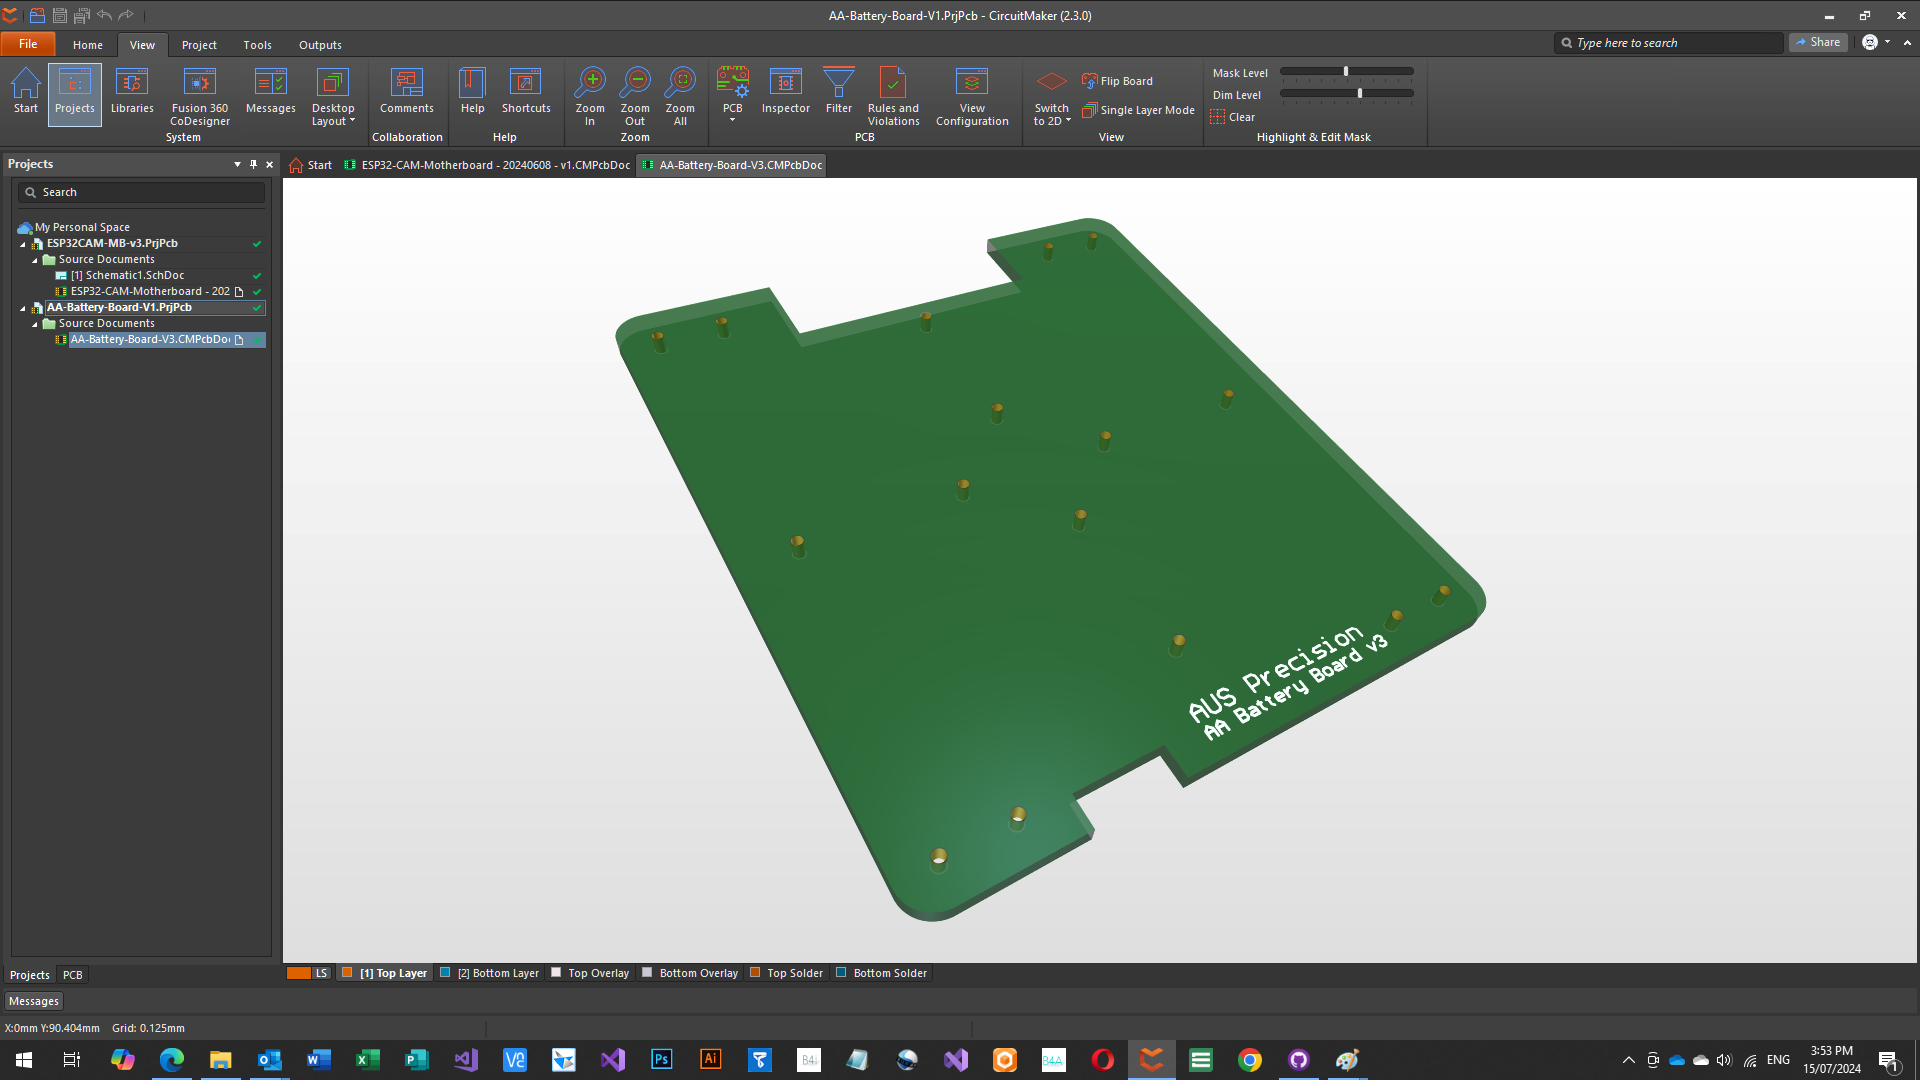 AA-Battery-Board-V1.PrjPcb - CircuitMaker (2.3.0)
File Home View Project Tools Outputs
Type here to search
Share
Start
Projects
Libraries
Fusion 360
CoDesigner
Messages
Desktop
Layout
System
Comments
Collaboration
Help
Shortcuts
Help
Zoom
In
Zoom
Out
Zoom
All
Zoom
PCB
Inspector
Filter
Rules and
Violations
View
Configuration
PCB
Switch
to 2D
Flip Board
Single Layer Mode
View
Mask Level
Dim Level
Clear
Highlight & Edit Mask
Projects
Start
ESP32-CAM-Motherboard - 20240608 - v1.CMPcbDoc
AA-Battery-Board-V3.CMPcbDoc
Search
My Personal Space
ESP32CAM-MB-v3.PrjPcb
Source Documents
[1] Schematic1.SchDoc
ESP32-CAM-Motherboard - 202
AA-Battery-Board-V1.PrjPcb
Source Documents
AA-Battery-Board-V3.CMPcbDo
AUS Precision
AA Battery Board v3
Projects PCB
LS
[1] Top Layer
[2] Bottom Layer
Top Overlay
Bottom Overlay
Top Solder
Bottom Solder
Messages
X:0mm Y:90.404mm Grid: 0.125mm
Ps
Ai
B4i
B4A
ENG
3:53 PM
15/07/2024
1